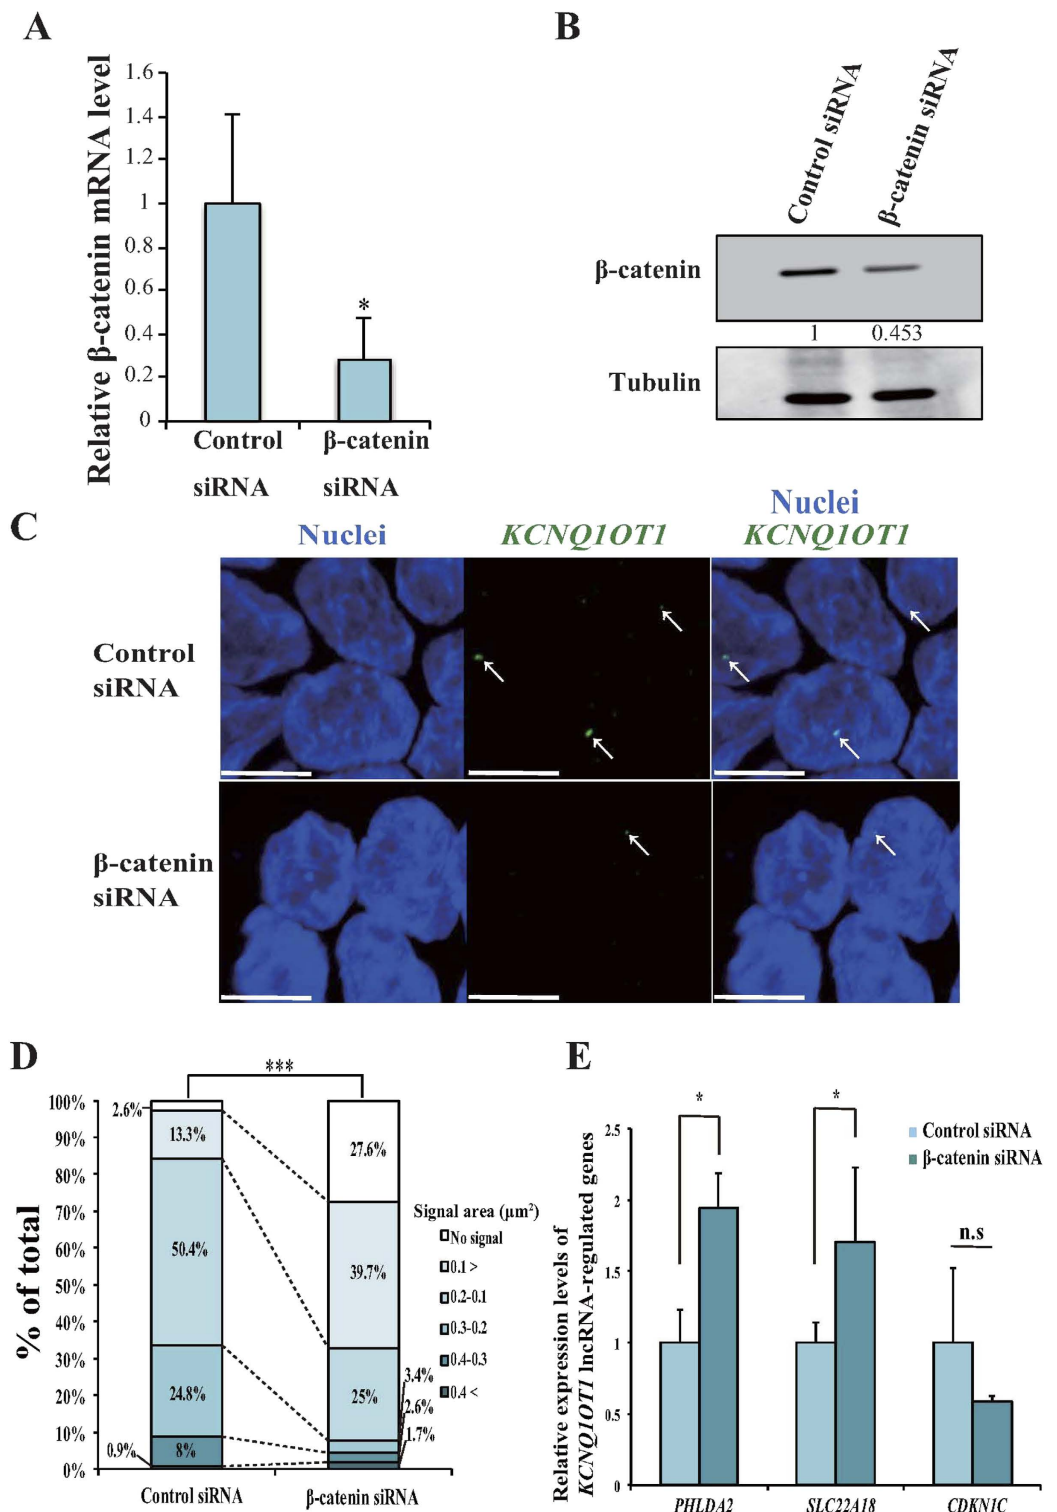 A
Relative β-catenin mRNA level
1.6
1.4
1.2
1
0.8
0.6
0.4
0.2
0
*
Control
siRNA
β-catenin
siRNA
B
Control siRNA
β-catenin siRNA
β-catenin
1
0.453
Tubulin
C
Nuclei
KCNQ1OT1
Nuclei
KCNQ1OT1
Control
siRNA
β-catenin
siRNA
D
% of total
100%
90%
80%
70%
60%
50%
40%
30%
20%
10%
0%
***
2.6%
13.3%
50.4%
24.8%
8%
0.9%
27.6%
39.7%
25%
3.4%
2.6%
1.7%
Control siRNA
β-catenin siRNA
Signal area (μm²)
No signal
0.1 >
0.2-0.1
0.3-0.2
0.4-0.3
0.4 <
E
Relative expression levels of
KCNQ1OT1 lncRNA-regulated genes
2.5
2
1.5
1
0.5
0
*
*
n.s
Control siRNA
β-catenin siRNA
PHLDA2
SLC22A18
CDKN1C